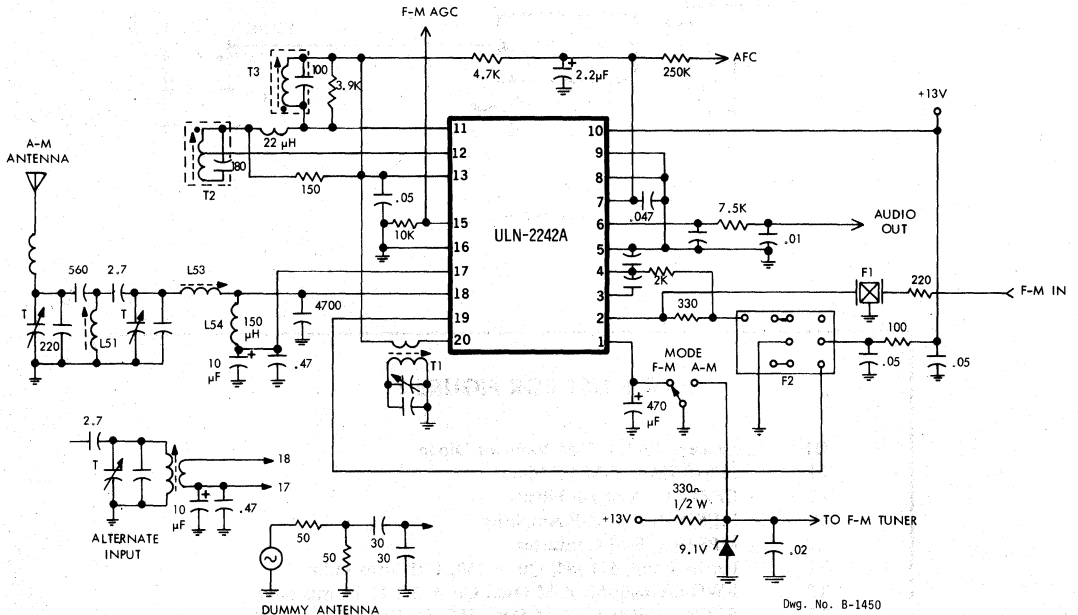 F-M AGC
T3
100
3.9K
4.7K
2.2µF
+
250K
AFC
+13V
A-M
ANTENNA
22 µH
T2
180
150
.05
10K
11
12
13
15
16
17
18
19
20
ULN-2242A
10
9
8
7
6
5
4
3
2
1
.047
7.5K
.01
AUDIO
OUT
2K
330
F1
220
F-M IN
100
.05
.05
F2
560
2.7
L53
T
220
L51
T
L54
150
µH
10
µF
+
.47
4700
T1
MODE
F-M
A-M
+
470
µF
2.7
T
18
17
10
µF
+
.47
ALTERNATE
INPUT
50
50
30
30
DUMMY ANTENNA
+13V
330Ω
1/2 W
9.1V
.02
TO F-M TUNER
Dwg. No. B-1450